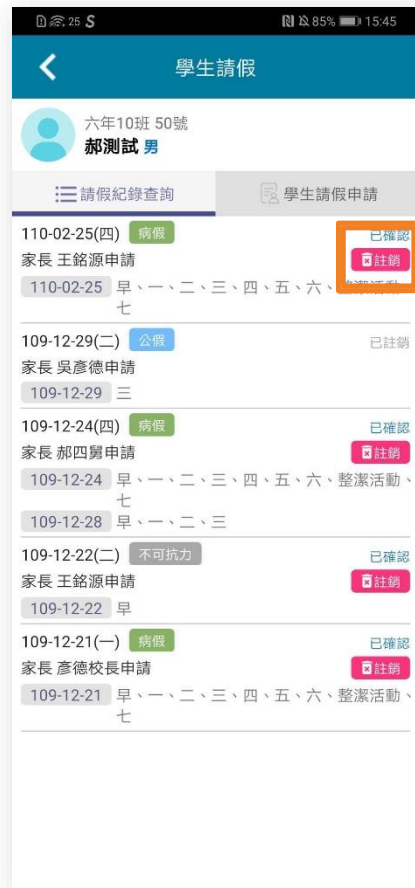 25 S 85% 15:45
學生請假
六年10班 50號
郝測試 男
請假紀錄查詢 學生請假申請
110-02-25(四) 病假 已確認
家長 王銘源申請 註銷
110-02-25 早、一、二、三、四、五、六、整潔活動、
七
109-12-29(二) 公假 已註銷
家長 吳彥德申請
109-12-29 三
109-12-24(四) 病假 已確認
家長 郝四舅申請 註銷
109-12-24 早、一、二、三、四、五、六、整潔活動、
七
109-12-28 早、一、二、三
109-12-22(二) 不可抗力 已確認
家長 王銘源申請 註銷
109-12-22 早
109-12-21(一) 病假 已確認
家長 彥德校長申請 註銷
109-12-21 早、一、二、三、四、五、六、整潔活動、
七